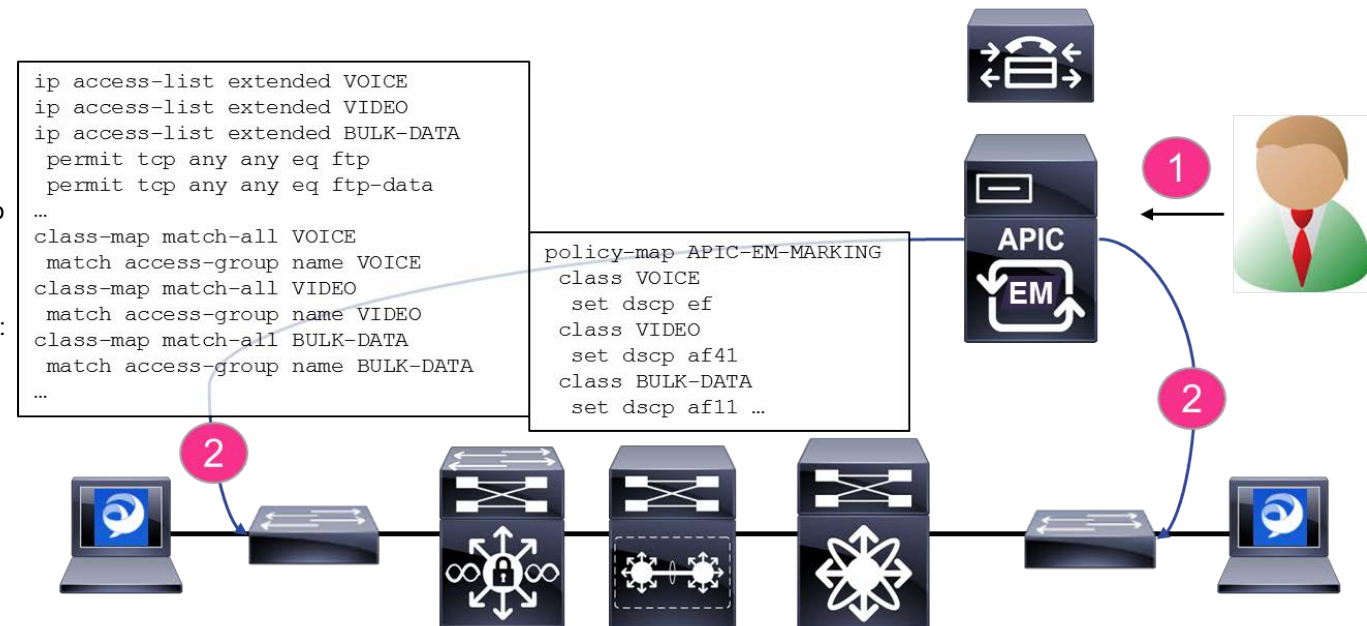 ip access-list extended VOICE
ip access-list extended VIDEO
ip access-list extended BULK-DATA
 permit tcp any any eq ftp
 permit tcp any any eq ftp-data
…
class-map match-all VOICE
 match access-group name VOICE
class-map match-all VIDEO
 match access-group name VIDEO
class-map match-all BULK-DATA
 match access-group name BULK-DATA
…
:
policy-map APIC-EM-MARKING
 class VOICE
  set dscp ef
 class VIDEO
  set dscp af41
 class BULK-DATA
  set dscp af11 …
APIC
EM
1
2
2